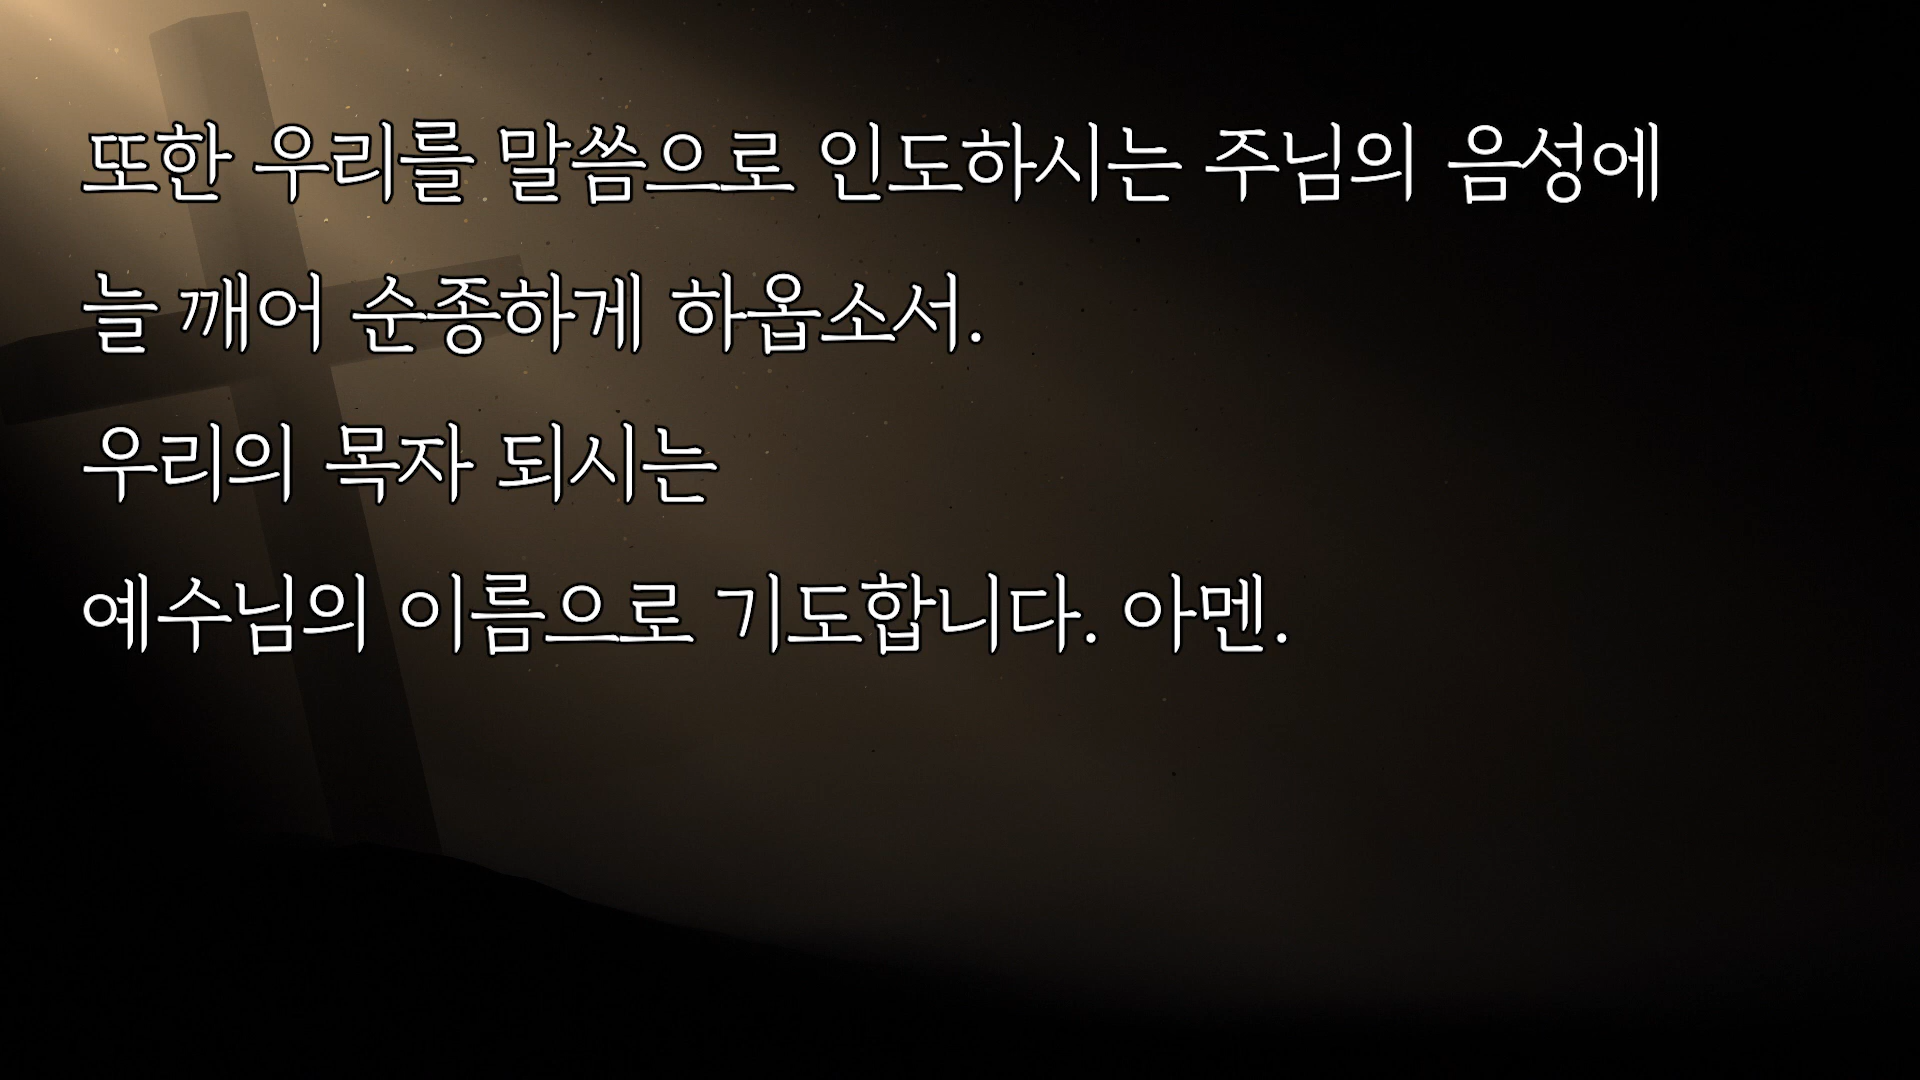 또한 우리를 말씀으로 인도하시는 주님의 음성에
늘 깨어 순종하게 하옵소서.
우리의 목자 되시는
예수님의 이름으로 기도합니다. 아멘.